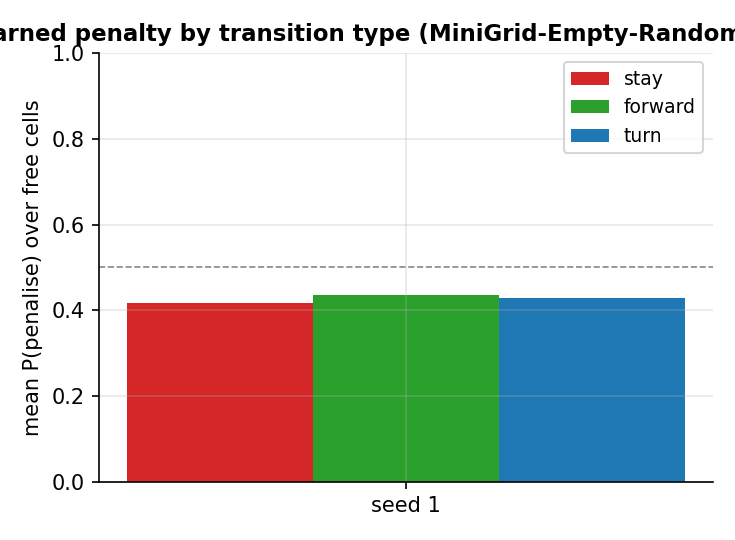 arned penalty by transition type (MiniGrid-Empty-Random
1.0
0.8
0.6
0.4
0.2
0.0
mean P(penalise) over free cells
stay
forward
turn
seed 1